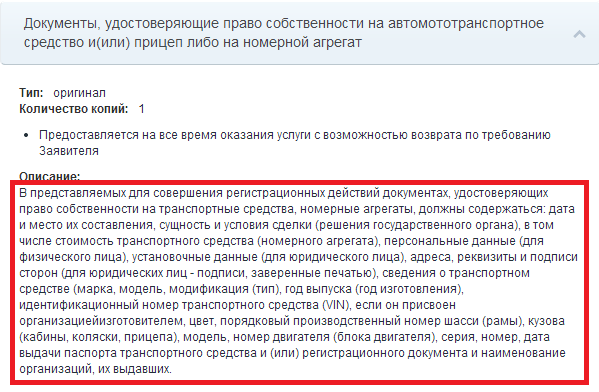 Документы, удостоверяющие право собственности на автомототранспортное
средство и(или) прицеп либо на номерной агрегат
Тип: оригинал
Количество копий: 1
• Предоставляется на все время оказания услуги с возможностью возврата по требованию
Заявителя
Описание:
В представляемых для совершения регистрационных действий документах, удостоверяющих
право собственности на транспортные средства, номерные агрегаты, должны содержаться: дата
и место их составления, сущность и условия сделки (решения государственного органа), в том
числе стоимость транспортного средства (номерного агрегата), персональные данные (для
физического лица), установочные данные (для юридического лица), адреса, реквизиты и подписи
сторон (для юридических лиц - подписи, заверенные печатью), сведения о транспортном
средстве (марка, модель, модификация (тип), год выпуска (год изготовления),
идентификационный номер транспортного средства (VIN), если он присвоен
организациейизготовителем, цвет, порядковый производственный номер шасси (рамы), кузова
(кабины, коляски, прицепа), модель, номер двигателя (блока двигателя), серия, номер, дата
выдачи паспорта транспортного средства и (или) регистрационного документа и наименование
организаций, их выдавших.